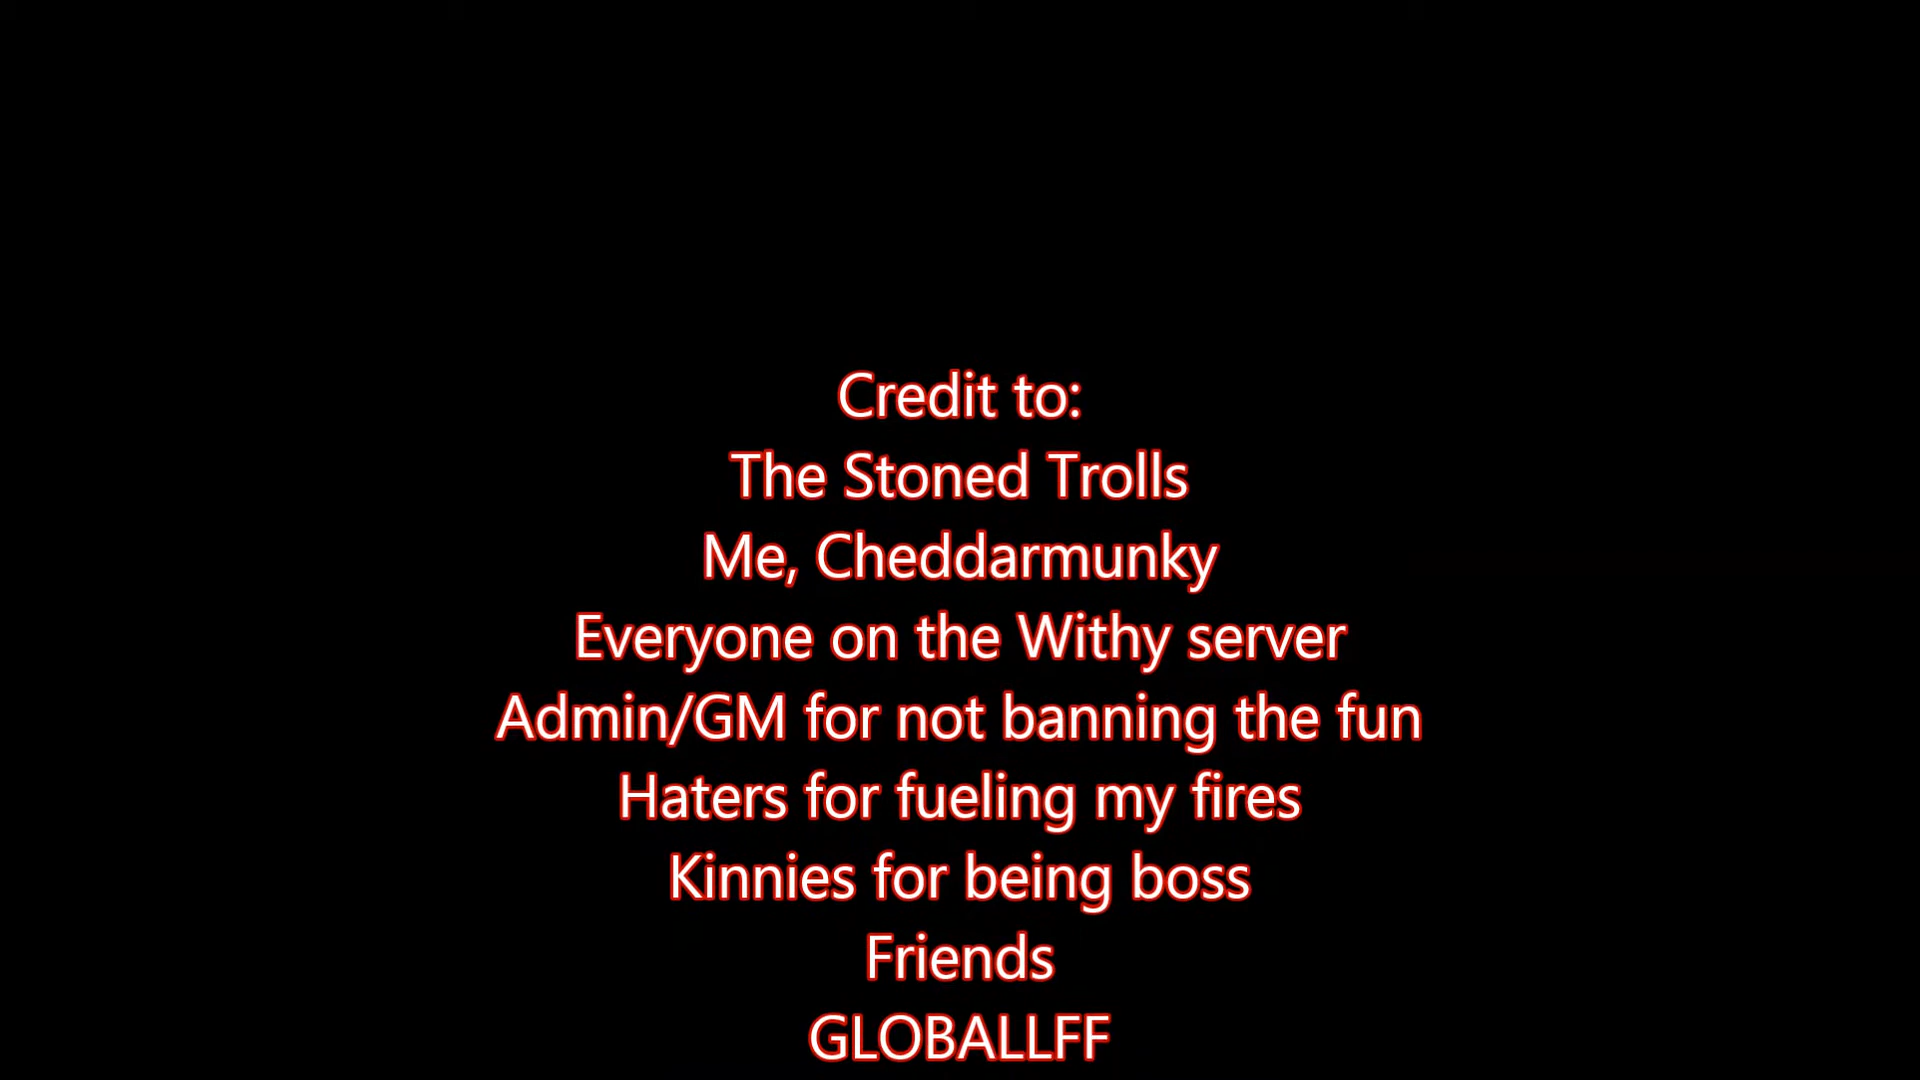 Credit to:
The Stoned Trolls
Me, Cheddarmunky
Everyone on the Withy server
Admin/GM for not banning the fun
Haters for fueling my fires
Kinnies for being boss
Friends
GLOBALLFF